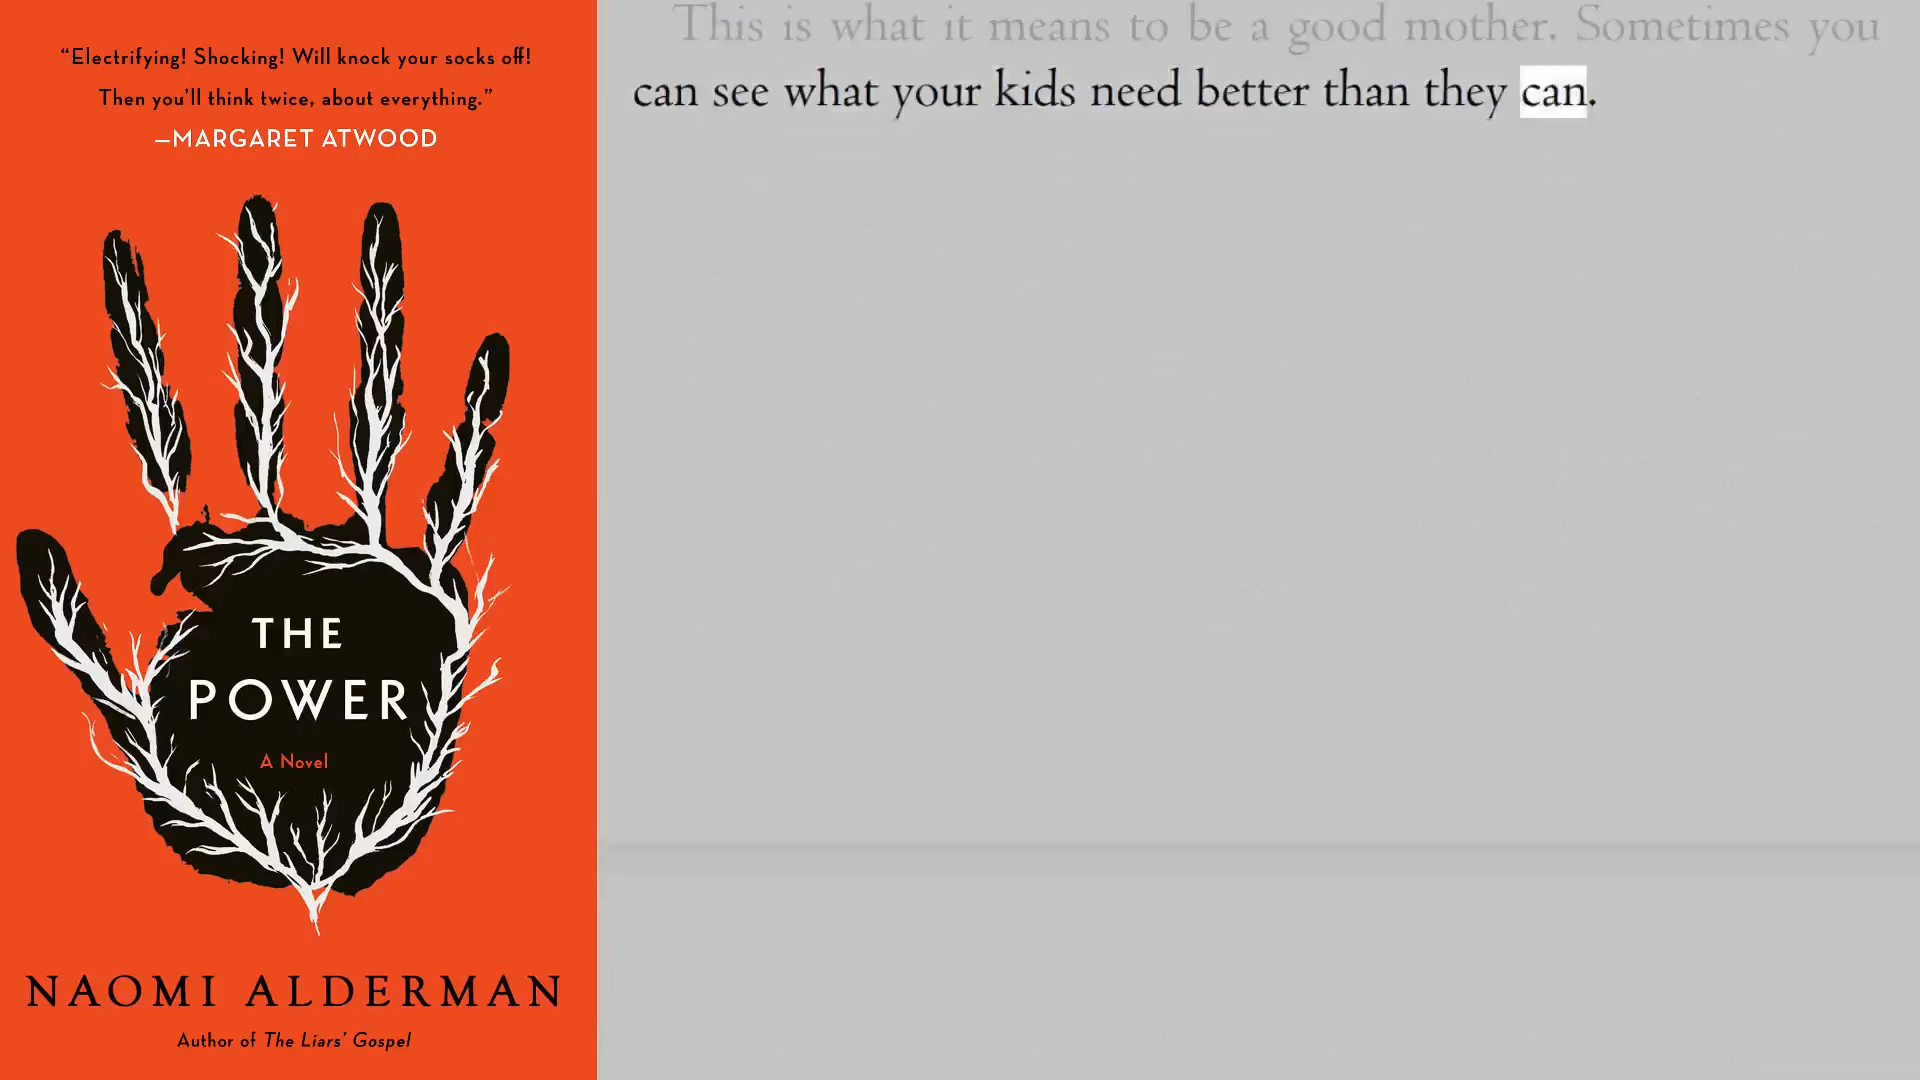 “Electrifying! Shocking! Will knock your socks off!
Then you’ll think twice, about everything.”
—MARGARET ATWOOD
THE
POWER
A Novel
NAOMI ALDERMAN
Author of The Liars’ Gospel
This is what it means to be a good mother. Sometimes you
can see what your kids need better than they can.